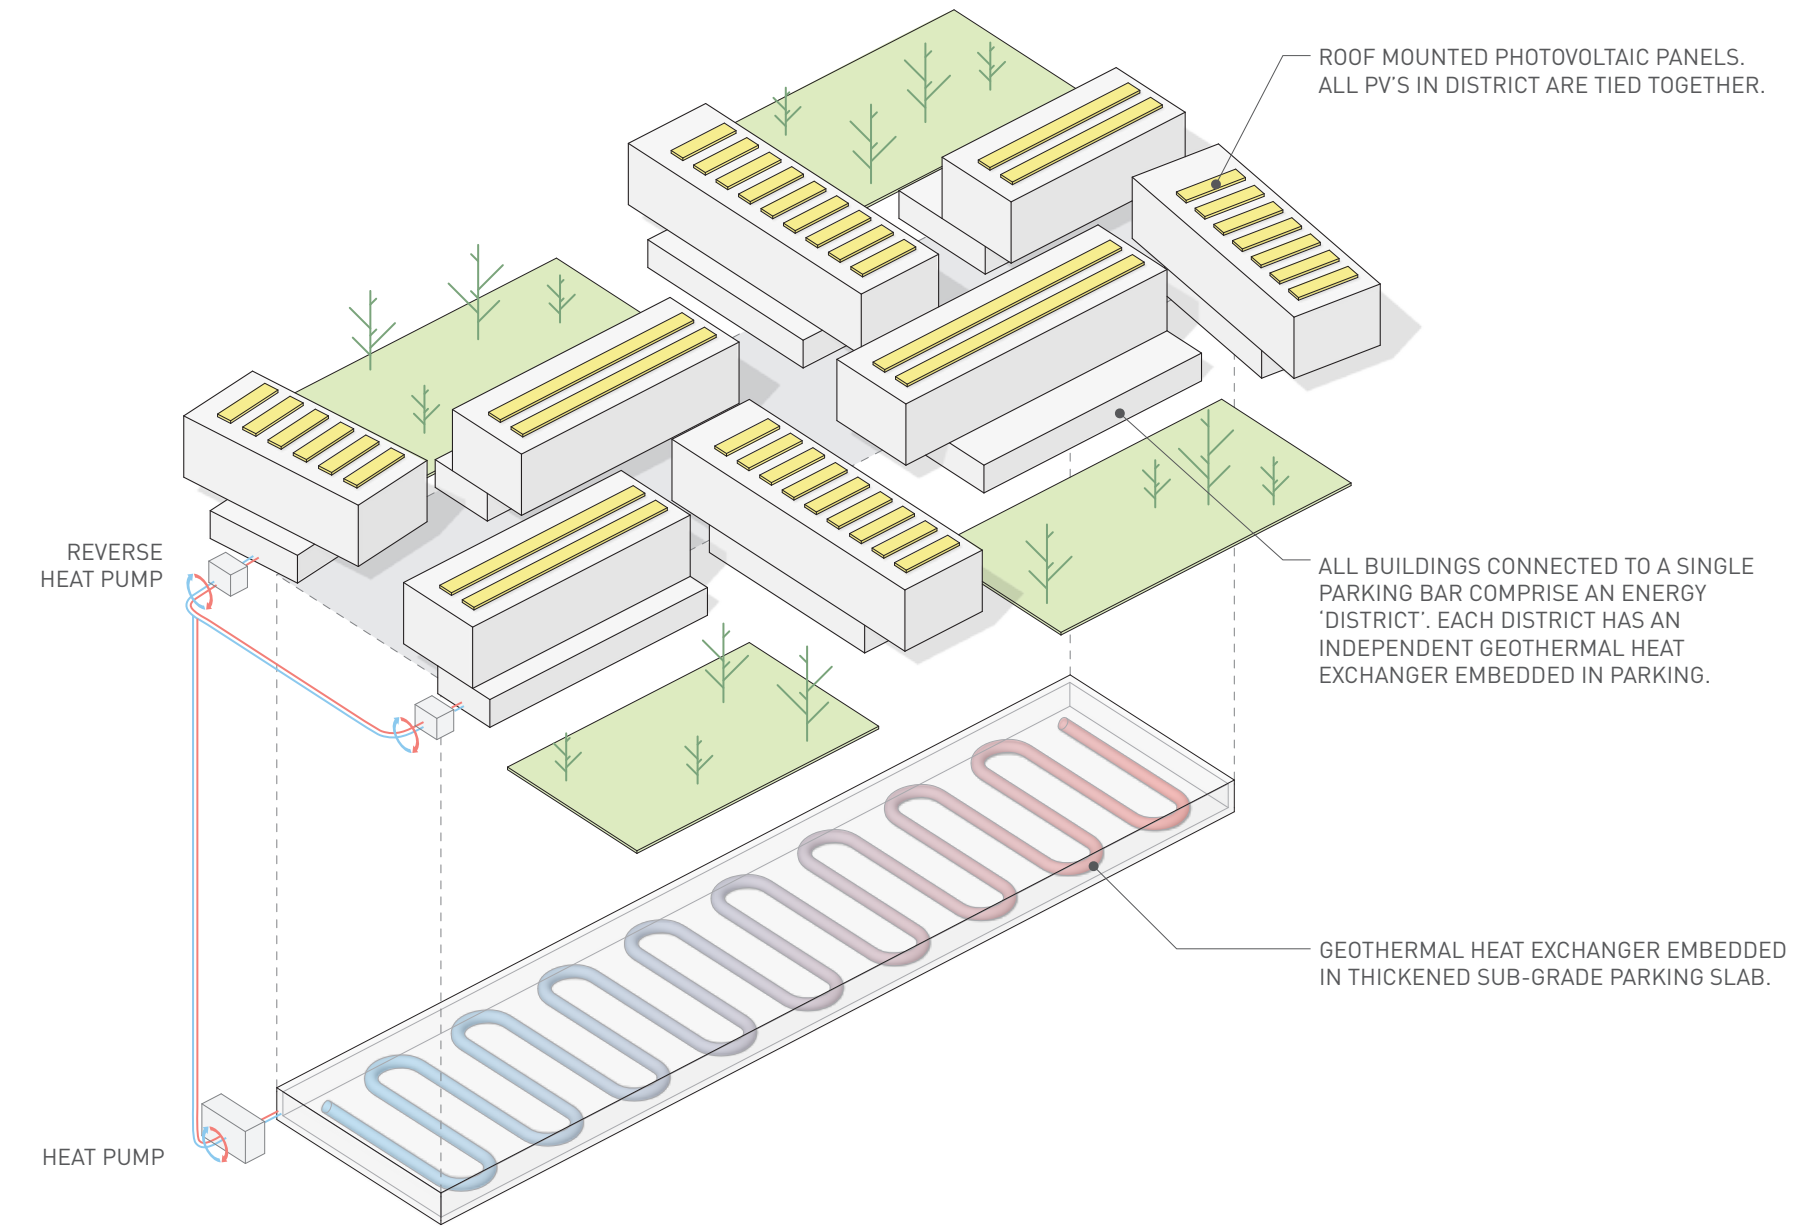 ROOF MOUNTED PHOTOVOLTAIC PANELS.
ALL PV'S IN DISTRICT ARE TIED TOGETHER.
REVERSE
HEAT PUMP
ALL BUILDINGS CONNECTED TO A SINGLE
PARKING BAR COMPRISE AN ENERGY
‘DISTRICT’. EACH DISTRICT HAS AN
INDEPENDENT GEOTHERMAL HEAT
EXCHANGER EMBEDDED IN PARKING.
GEOTHERMAL HEAT EXCHANGER EMBEDDED
IN THICKENED SUB-GRADE PARKING SLAB.
HEAT PUMP